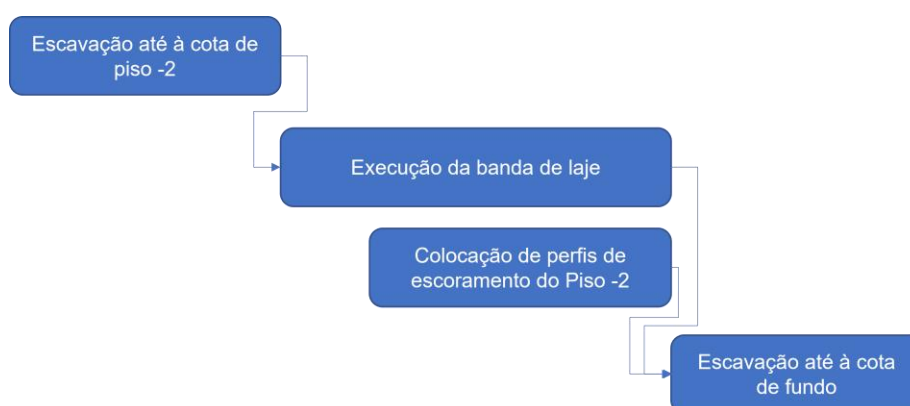 Escavação até à cota de
piso -2
Execução da banda de laje
Colocação de perfis de
escoramento do Piso -2
Escavação até à cota
de fundo